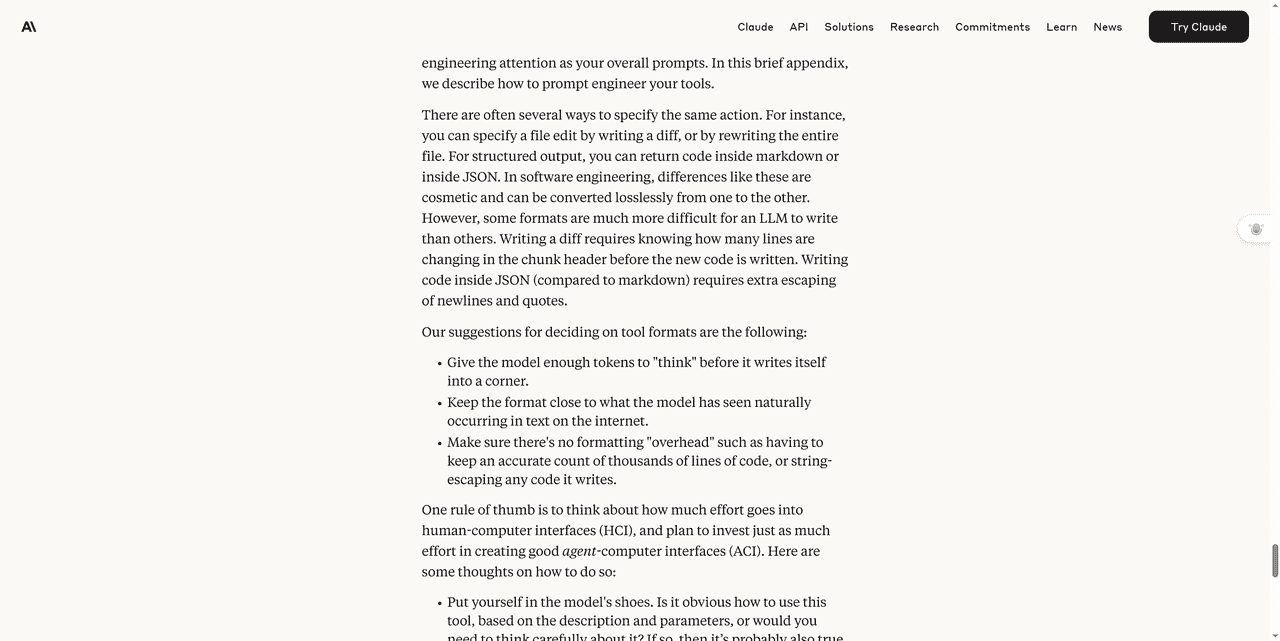 A\
Claude API Solutions Research Commitments Learn News Try Claude
engineering attention as your overall prompts. In this brief appendix,
we describe how to prompt engineer your tools.
There are often several ways to specify the same action. For instance,
you can specify a file edit by writing a diff, or by rewriting the entire
file. For structured output, you can return code inside markdown or
inside JSON. In software engineering, differences like these are
cosmetic and can be converted losslessly from one to the other.
However, some formats are much more difficult for an LLM to write
than others. Writing a diff requires knowing how many lines are
changing in the chunk header before the new code is written. Writing
code inside JSON (compared to markdown) requires extra escaping
of newlines and quotes.
Our suggestions for deciding on tool formats are the following:
• Give the model enough tokens to "think" before it writes itself
into a corner.
• Keep the format close to what the model has seen naturally
occurring in text on the internet.
• Make sure there's no formatting "overhead" such as having to
keep an accurate count of thousands of lines of code, or string-
escaping any code it writes.
One rule of thumb is to think about how much effort goes into
human-computer interfaces (HCI), and plan to invest just as much
effort in creating good agent-computer interfaces (ACI). Here are
some thoughts on how to do so:
• Put yourself in the model's shoes. Is it obvious how to use this
tool, based on the description and parameters, or would you
need to think carefully about it? If so, then it’s probably also true